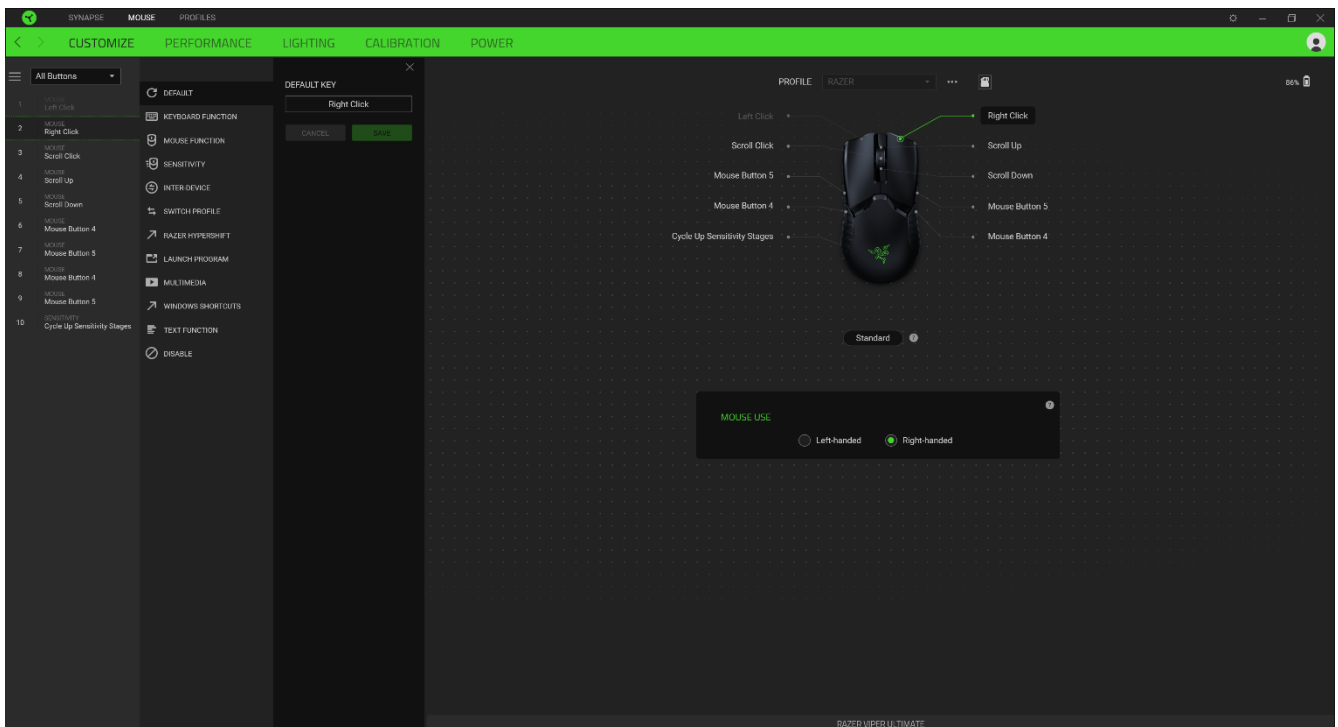 SYNAPSE MOUSE PROFILES
CUSTOMIZE PERFORMANCE LIGHTING CALIBRATION POWER
All Buttons
1 MOUSE
Left Click
2 MOUSE
Right Click
3 MOUSE
Scroll Click
4 MOUSE
Scroll Up
5 MOUSE
Scroll Down
6 MOUSE
Mouse Button 4
7 MOUSE
Mouse Button 5
8 MOUSE
Mouse Button 4
9 MOUSE
Mouse Button 5
10 SENSITIVITY
Cycle Up Sensitivity Stages
DEFAULT
KEYBOARD FUNCTION
MOUSE FUNCTION
SENSITIVITY
INTER-DEVICE
SWITCH PROFILE
RAZER HYPERSHIFT
LAUNCH PROGRAM
MULTIMEDIA
WINDOWS SHORTCUTS
TEXT FUNCTION
DISABLE
DEFAULT KEY
Right Click
CANCEL SAVE
PROFILE RAZER
86%
Left Click
Scroll Click
Mouse Button 5
Mouse Button 4
Cycle Up Sensitivity Stages
Right Click
Scroll Up
Scroll Down
Mouse Button 5
Mouse Button 4
Standard ?
MOUSE USE ?
Left-handed Right-handed
RAZER VIPER ULTIMATE